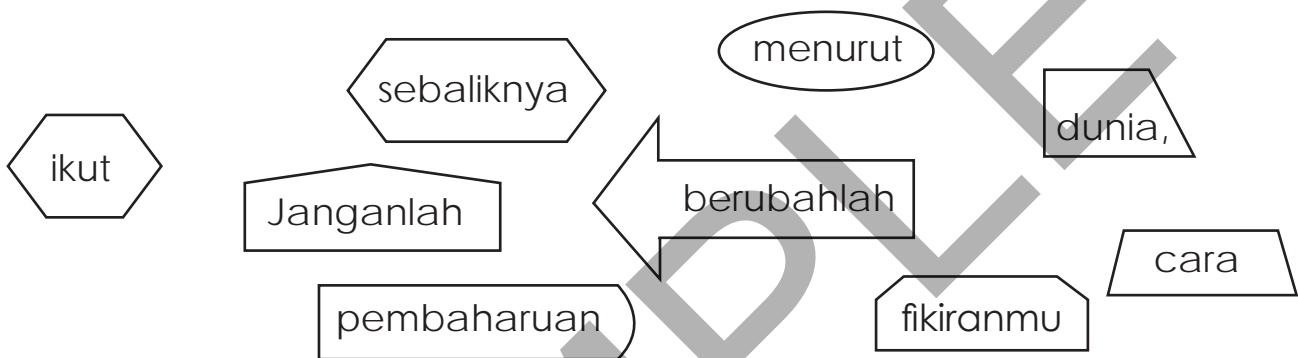 menurut
sebaliknya
dunia,
ikut
berubahlah
Janganlah
cara
pembaharuan
fikiranmu